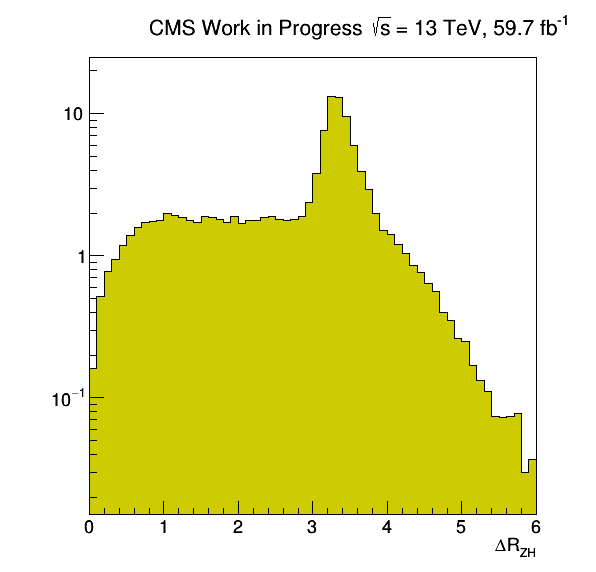 CMS Work in Progress √s = 13 TeV, 59.7 fb⁻¹
10
1
10⁻¹
0 1 2 3 4 5 6
ΔR_ZH